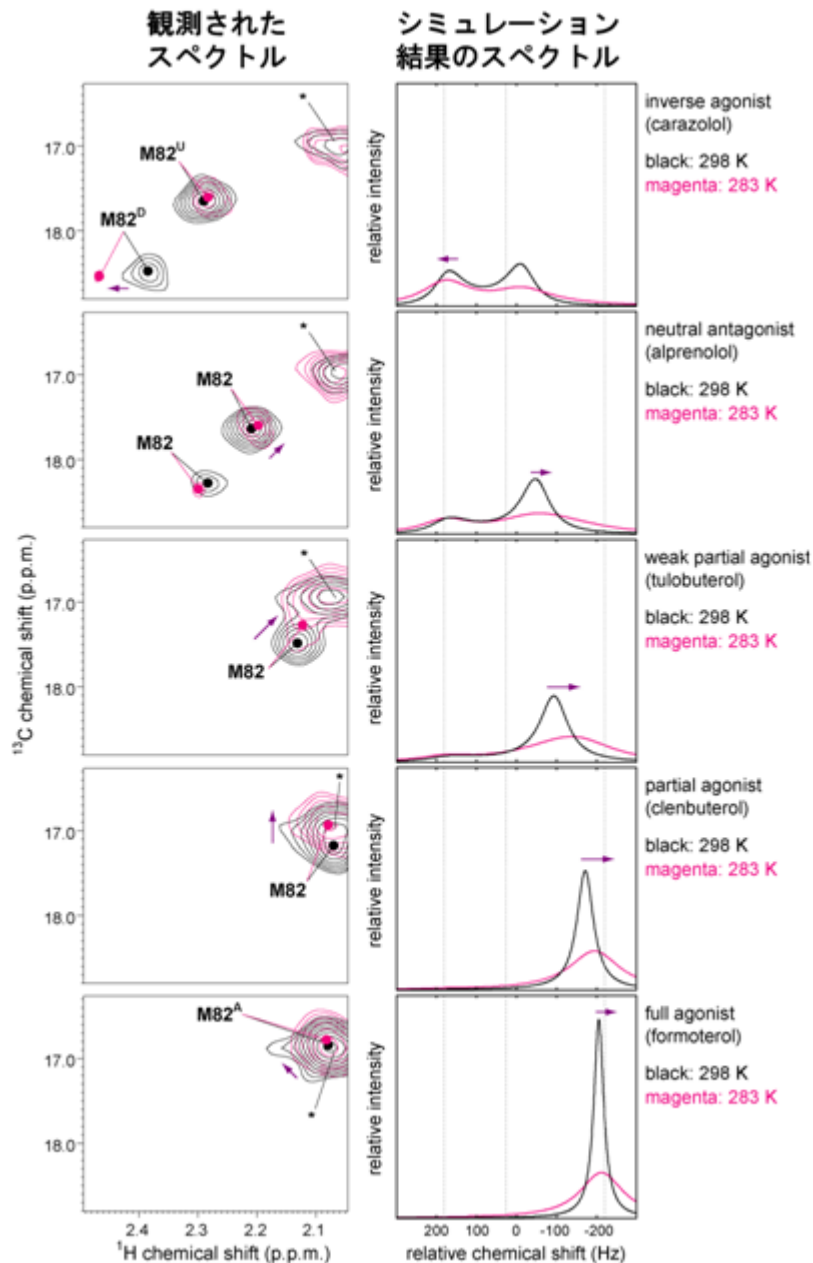 観測された
スペクトル
シミュレーション
結果のスペクトル
*
M82U
M82D
17.0
18.0
relative intensity
inverse agonist
(carazolol)
black: 298 K
magenta: 283 K
*
M82
M82
17.0
18.0
relative intensity
neutral antagonist
(alprenolol)
black: 298 K
magenta: 283 K
*
M82
17.0
18.0
relative intensity
weak partial agonist
(tulobuterol)
black: 298 K
magenta: 283 K
13C chemical shift (p.p.m.)
*
M82
17.0
18.0
relative intensity
partial agonist
(clenbuterol)
black: 298 K
magenta: 283 K
M82A
*
17.0
18.0
relative intensity
full agonist
(formoterol)
black: 298 K
magenta: 283 K
2.4 2.3 2.2 2.1
1H chemical shift (p.p.m.)
200 100 0 -100 -200
relative chemical shift (Hz)